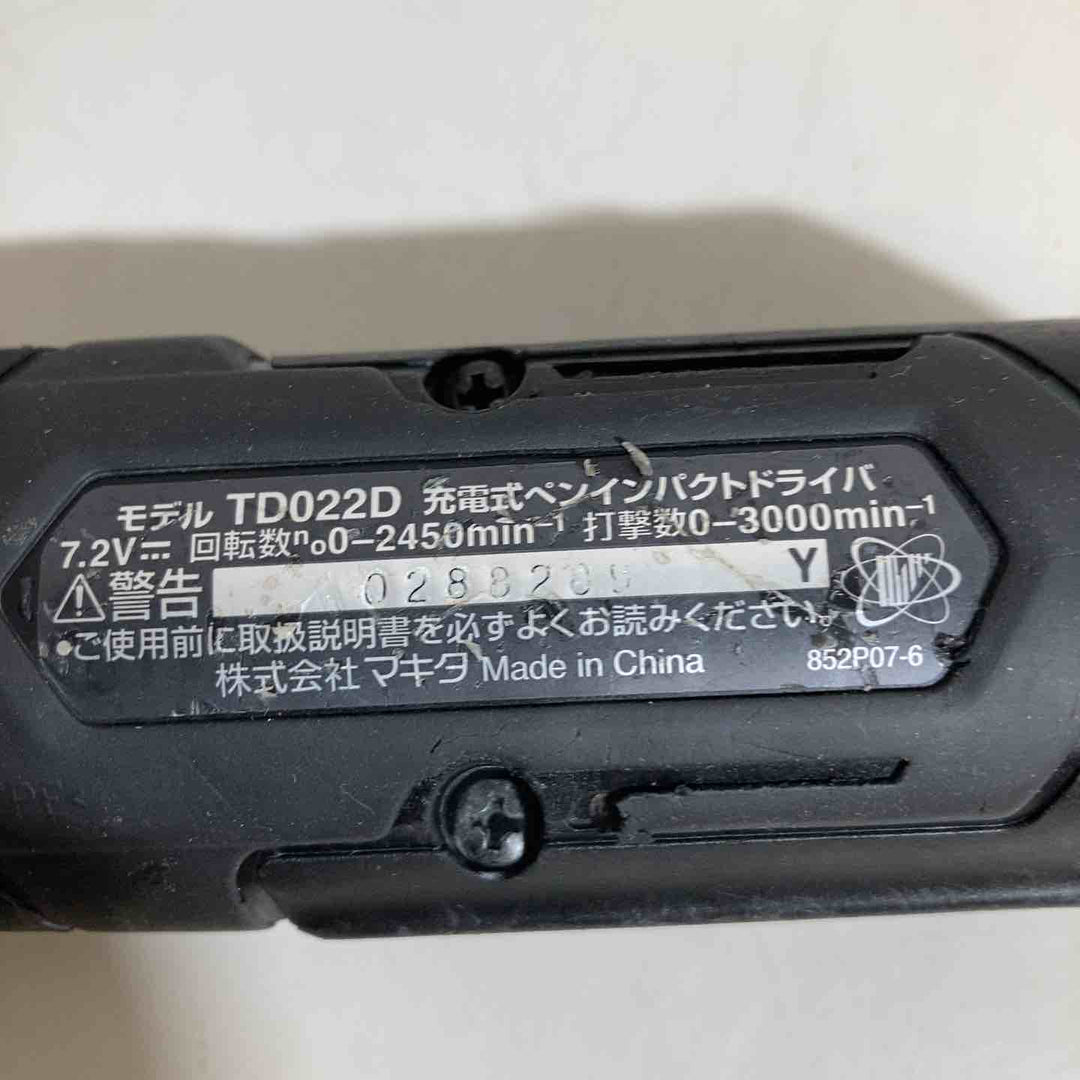 モデル TD022D 充電式ペンインパクトドライバ
7.2V⎓ 回転数n₀0-2450min⁻¹ 打撃数0-3000min⁻¹
⚠警告 Y
•ご使用前に取扱説明書を必ずよくお読みください。
株式会社マキタ Made in China 852P07-6